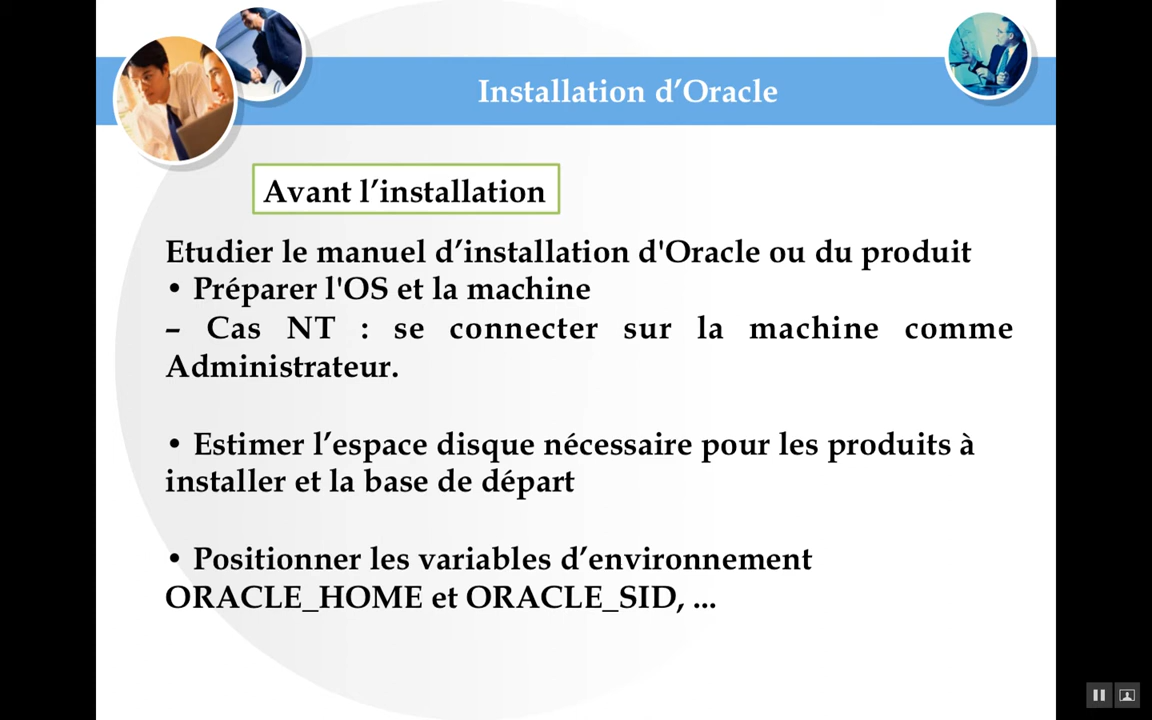 Installation d’Oracle
Avant l’installation
Etudier le manuel d’installation d'Oracle ou du produit
• Préparer l'OS et la machine
– Cas NT : se connecter sur la machine comme
Administrateur.
• Estimer l’espace disque nécessaire pour les produits à
installer et la base de départ
• Positionner les variables d’environnement
ORACLE_HOME et ORACLE_SID, ...